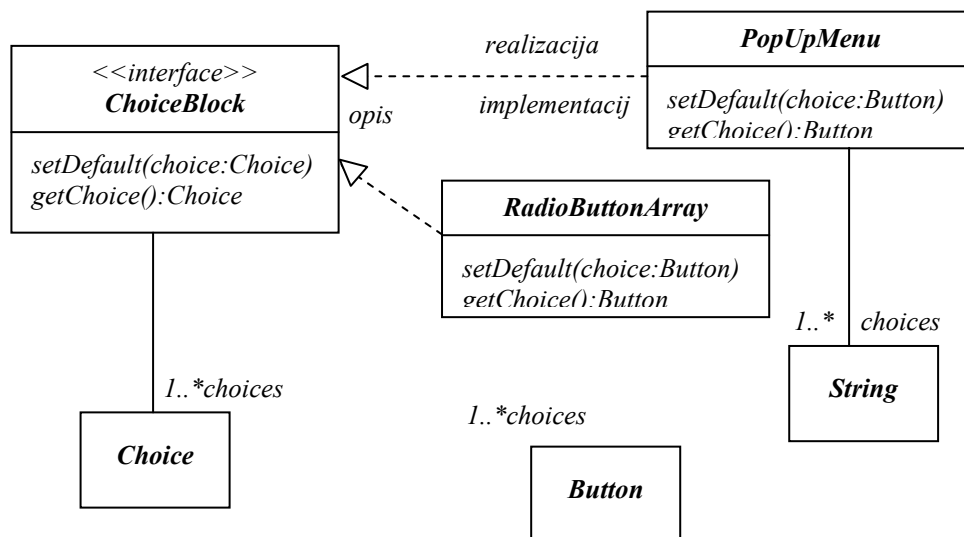 <<interface>>
ChoiceBlock
setDefault(choice:Choice)
getChoice():Choice
realizacija
implementacij
opis
PopUpMenu
setDefault(choice:Button)
getChoice():Button
RadioButtonArray
setDefault(choice:Button)
getChoice():Button
1..* choices
String
1..*choices
Choice
1..*choices
Button